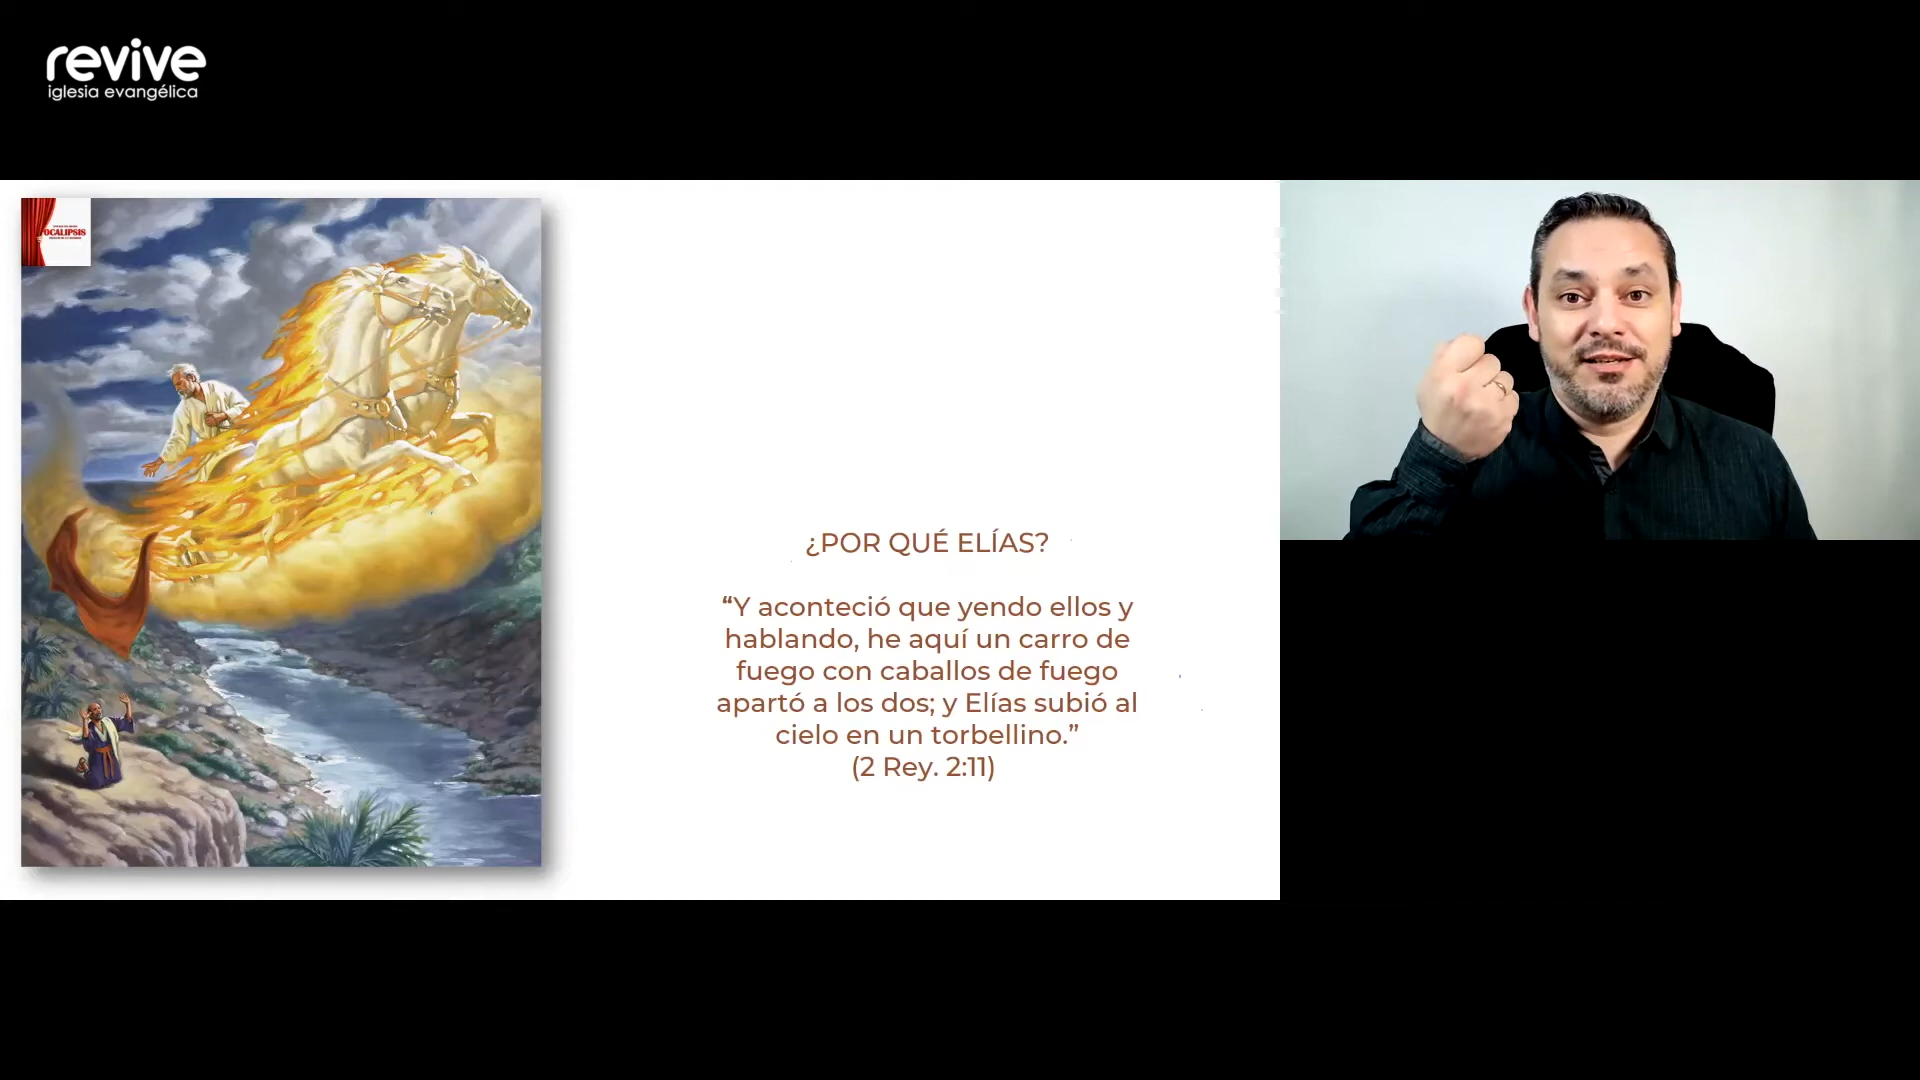 revive
iglesia evangélica
¿POR QUÉ ELÍAS?
“Y aconteció que yendo ellos y
hablando, he aquí un carro de
fuego con caballos de fuego
apartó a los dos; y Elías subió al
cielo en un torbellino.”
(2 Rey. 2:11)